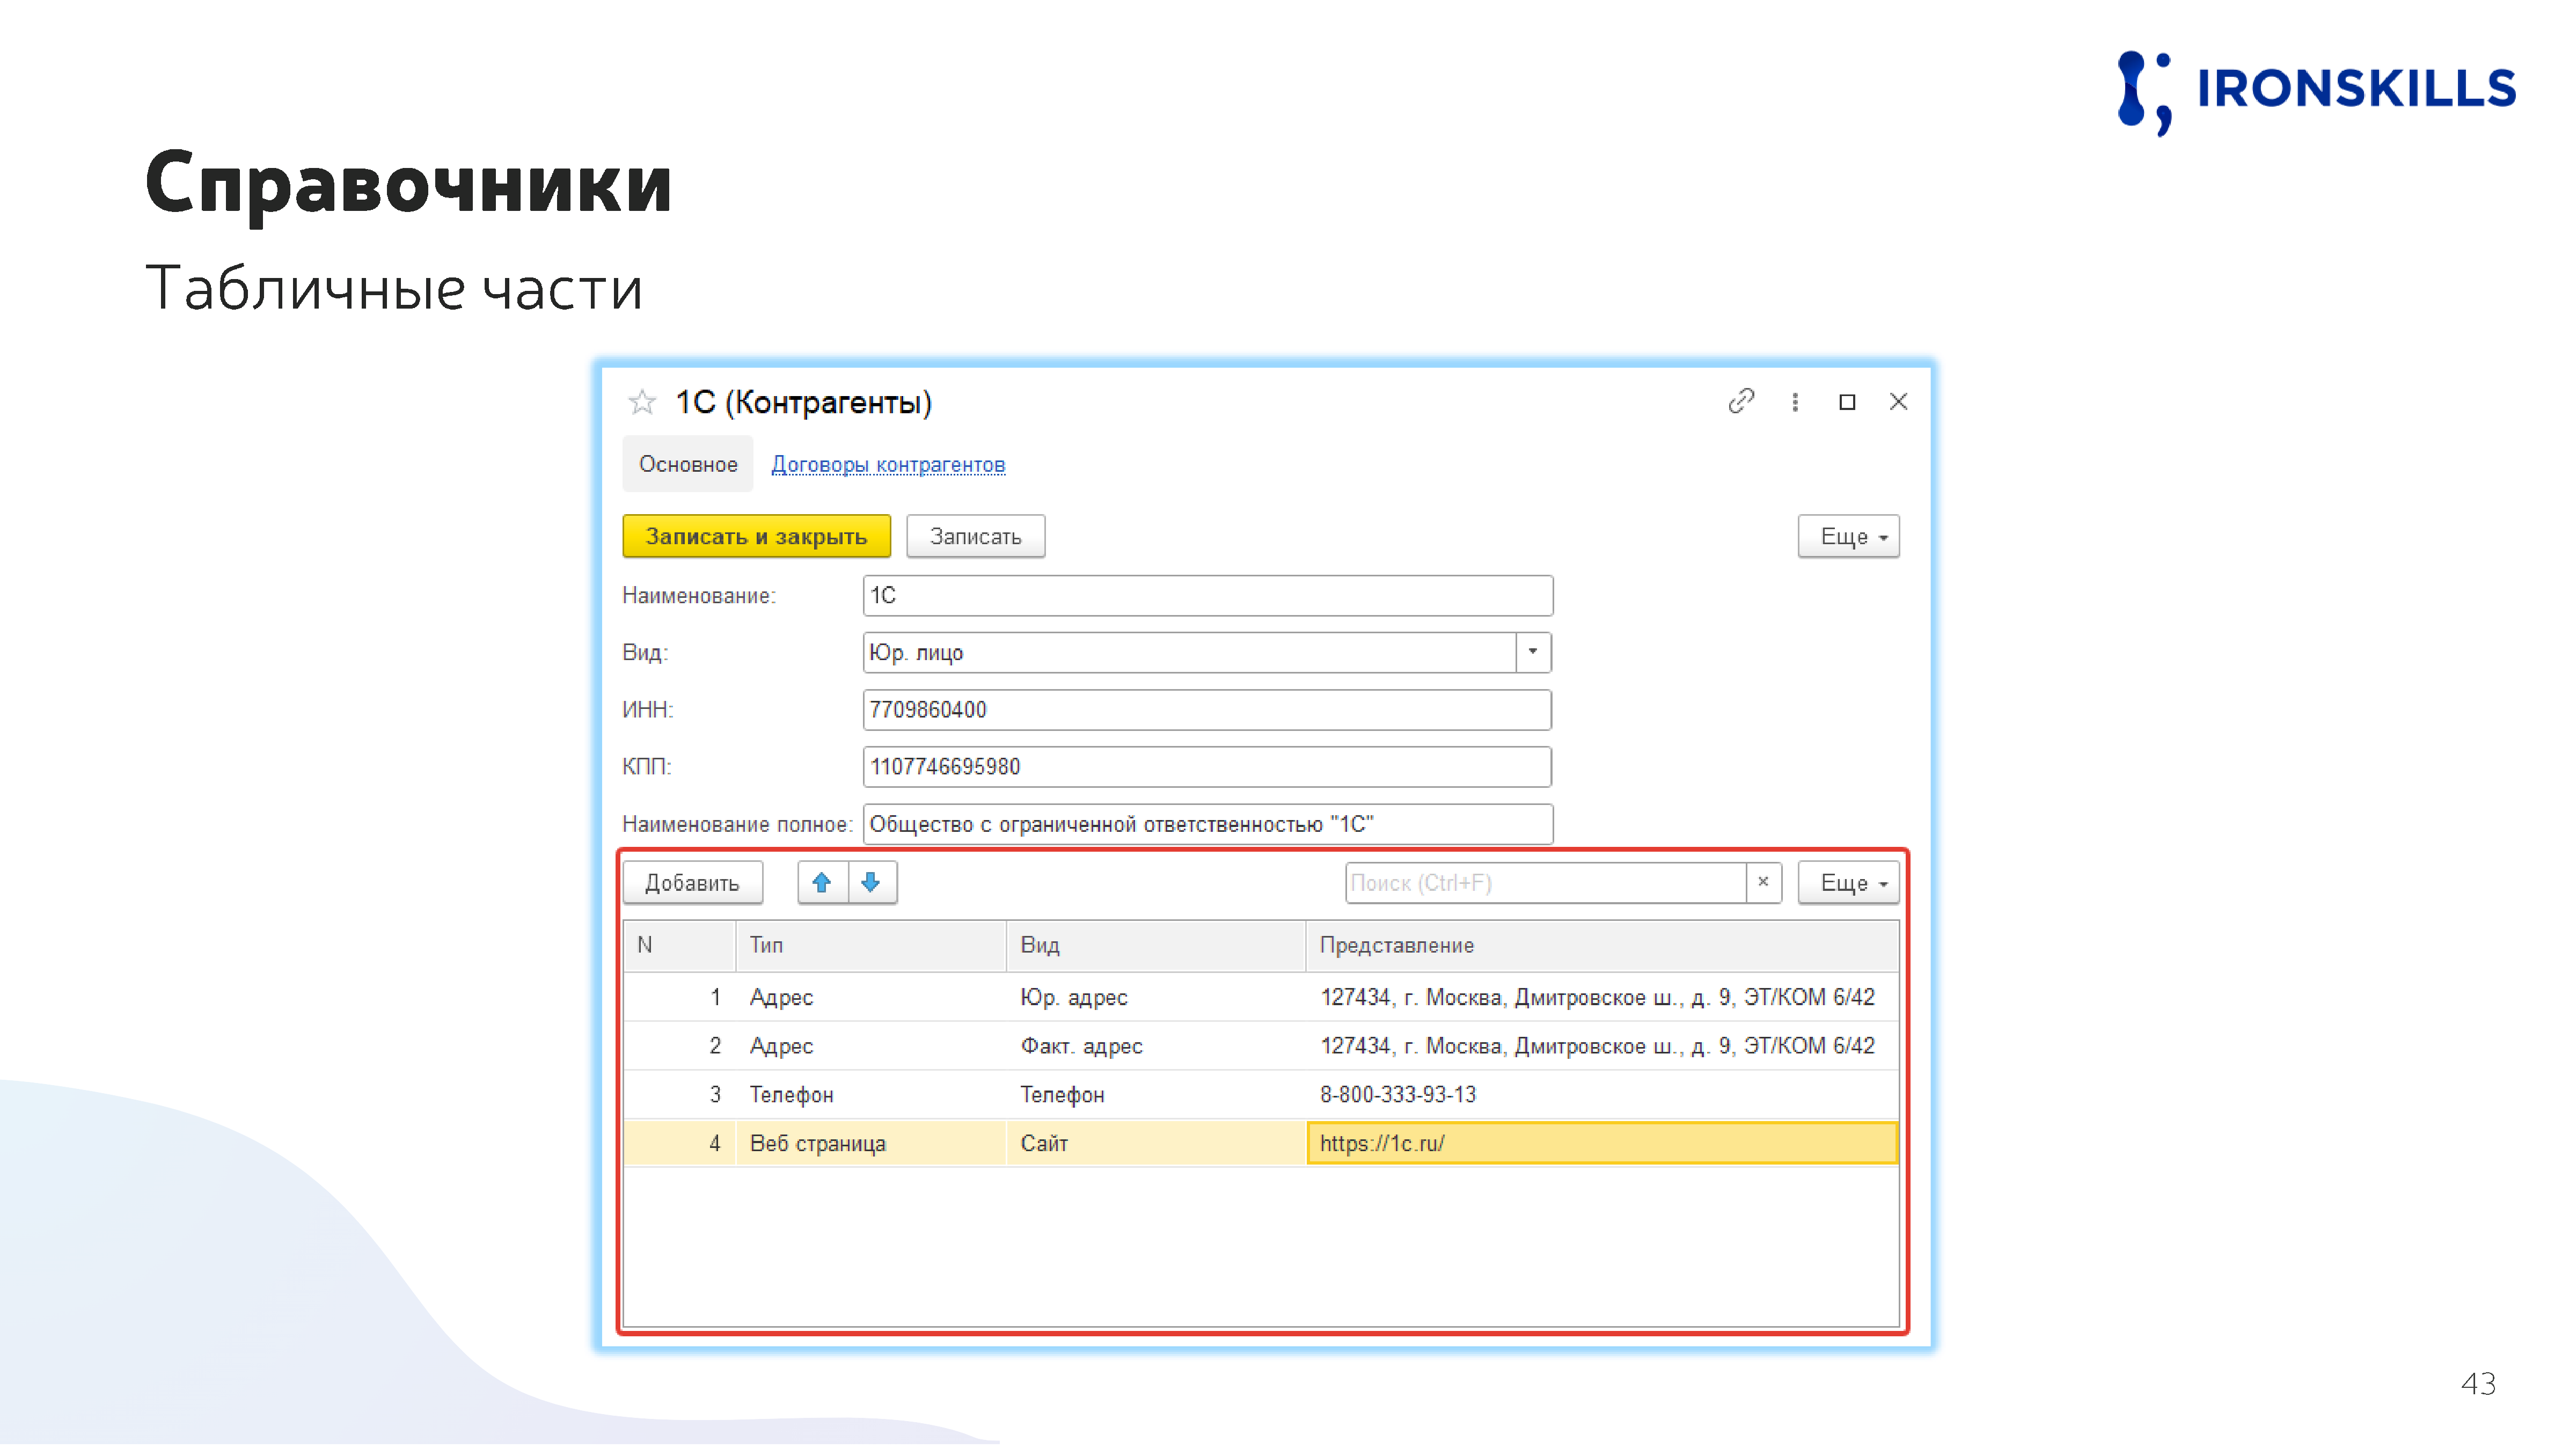 IRONSKILLS
Справочники
Табличные части
1С (Контрагенты)
Основное Договоры контрагентов
Записать и закрыть Записать Еще
Наименование: 1С
Вид: Юр. лицо
ИНН: 7709860400
КПП: 1107746695980
Наименование полное: Общество с ограниченной ответственностью "1С"
Добавить Поиск (Ctrl+F) × Еще
N Тип Вид Представление
1 Адрес Юр. адрес 127434, г. Москва, Дмитровское ш., д. 9, ЭТ/КОМ 6/42
2 Адрес Факт. адрес 127434, г. Москва, Дмитровское ш., д. 9, ЭТ/КОМ 6/42
3 Телефон Телефон 8-800-333-93-13
4 Веб страница Сайт https://1c.ru/
43